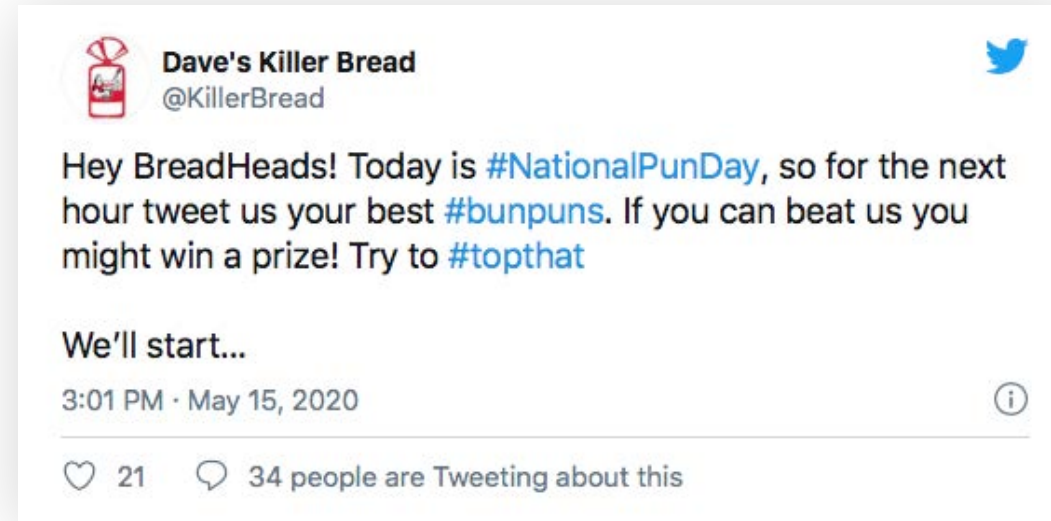 Dave's Killer Bread
@KillerBread
Hey BreadHeads! Today is #NationalPunDay, so for the next
hour tweet us your best #bunpuns. If you can beat us you
might win a prize! Try to #topthat
We'll start...
3:01 PM · May 15, 2020
21 34 people are Tweeting about this